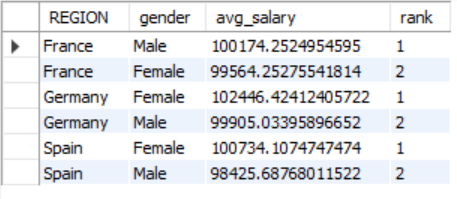 REGION gender avg_salary rank
France Male 100174.2524954595 1
France Female 99564.25275541814 2
Germany Female 102446.42412405722 1
Germany Male 99905.03395896652 2
Spain Female 100734.1074747474 1
Spain Male 98425.68768011522 2